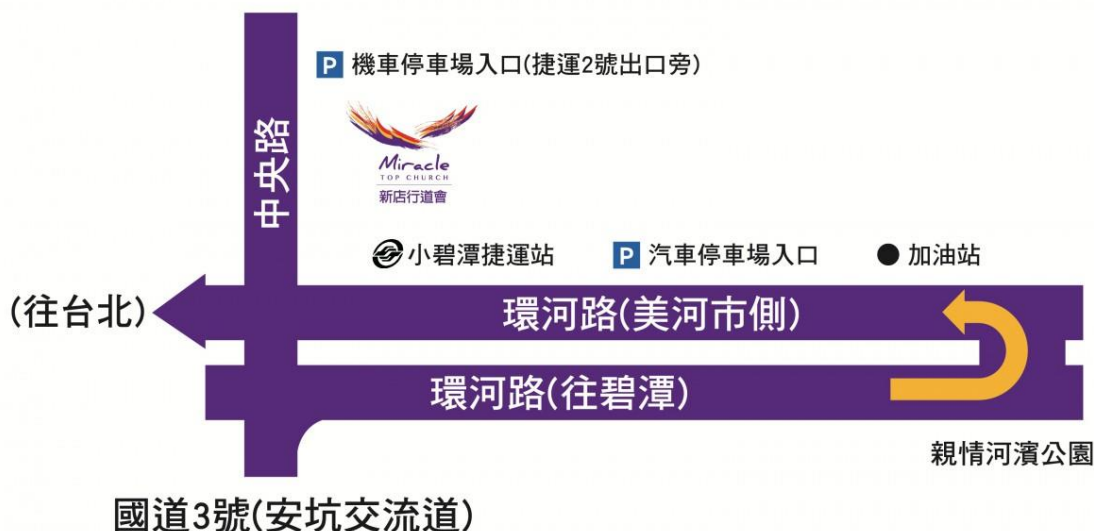 P 機車停車場入口(捷運2號出口旁)
中央路
Miracle
TOP CHURCH
新店行道會
小碧潭捷運站
P 汽車停車場入口
加油站
(往台北)
環河路(美河市側)
環河路(往碧潭)
親情河濱公園
國道3號(安坑交流道)